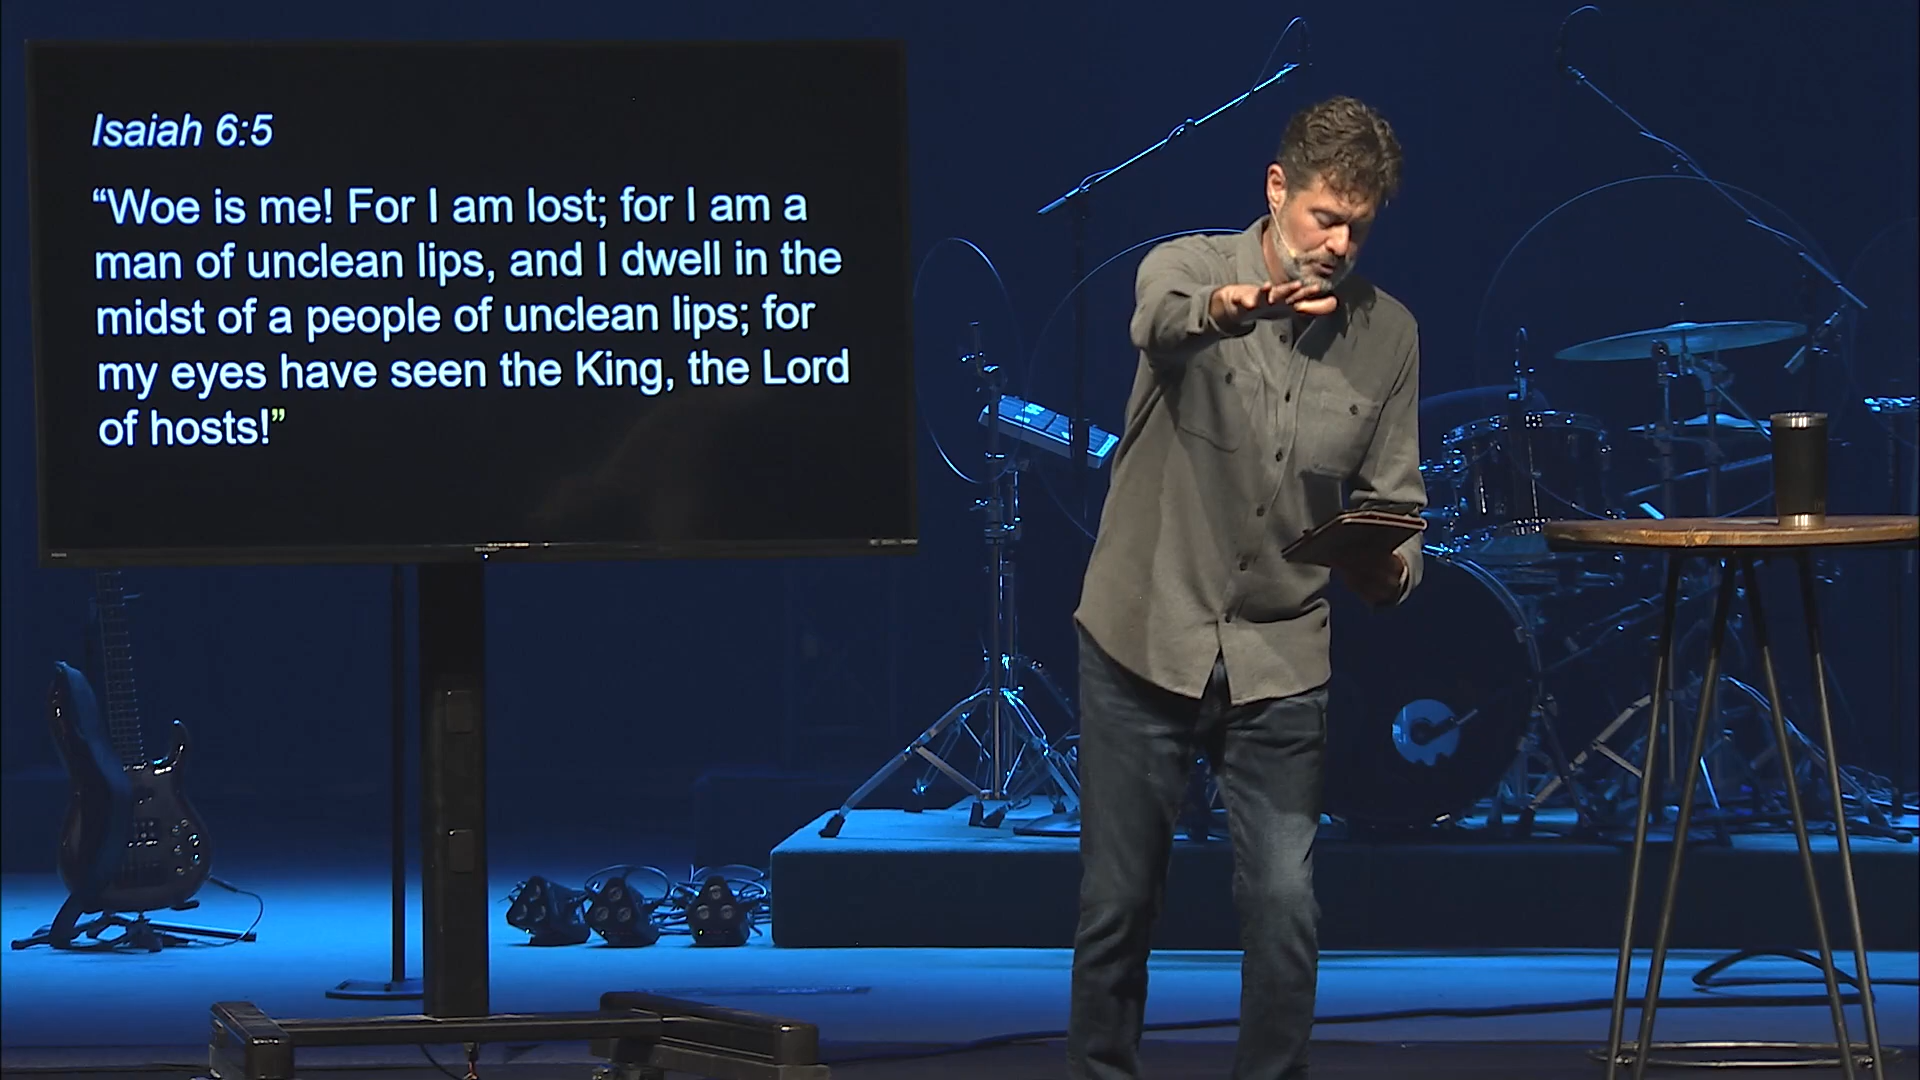 Isaiah 6:5
“Woe is me! For I am lost; for I am a
man of unclean lips, and I dwell in the
midst of a people of unclean lips; for
my eyes have seen the King, the Lord
of hosts!”
SHARP